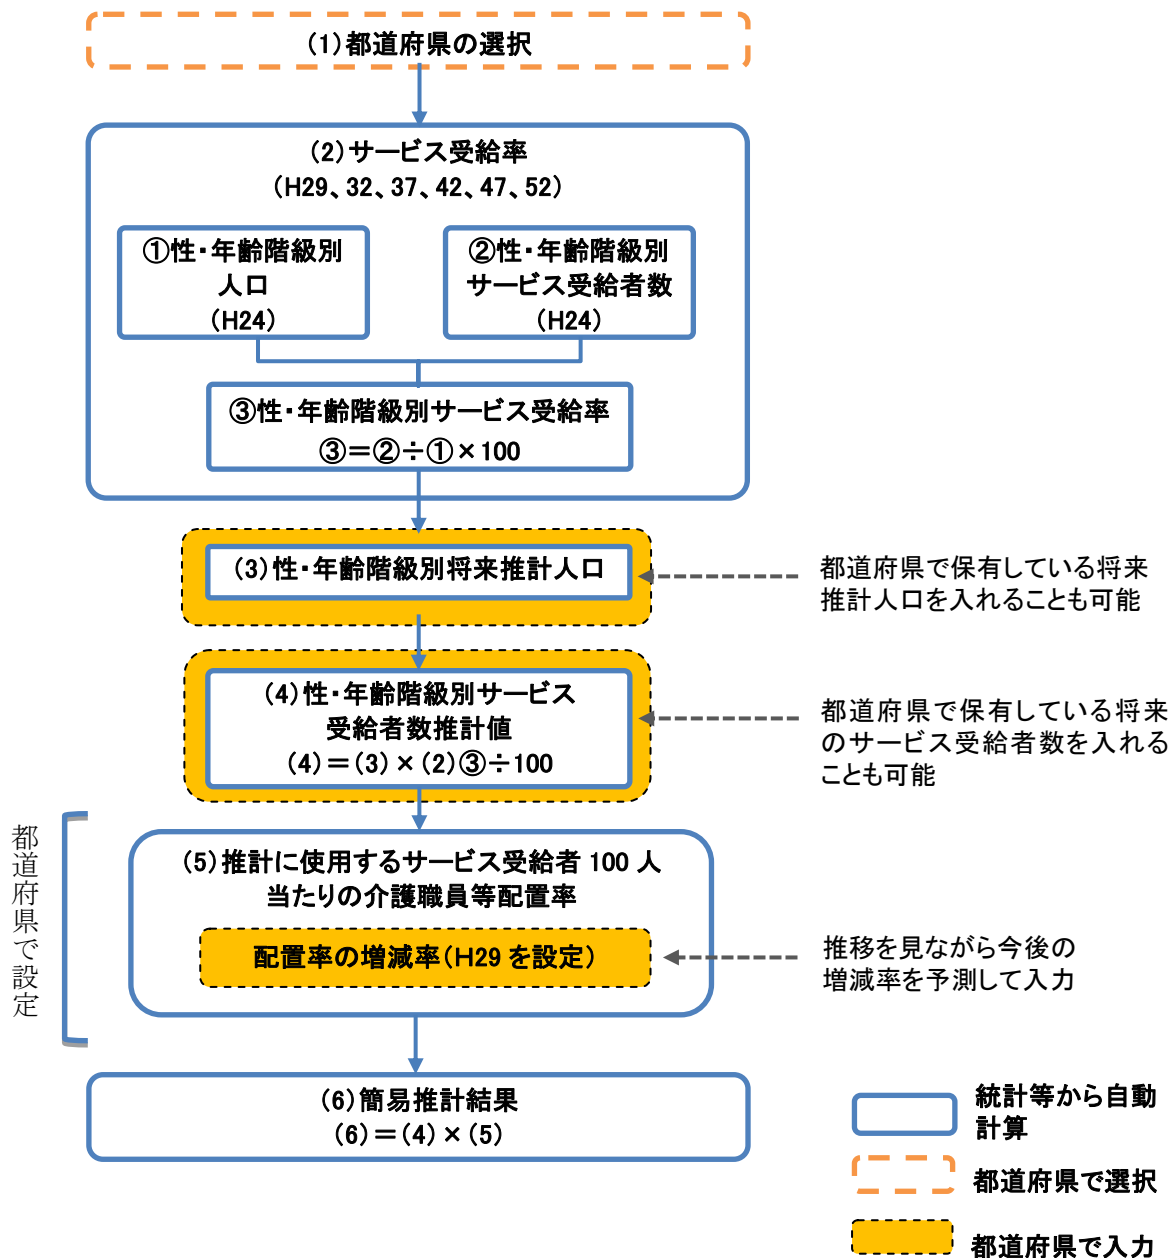 (1)都道府県の選択
(2)サービス受給率
(H29、32、37、42、47、52)
①性・年齢階級別
人口
(H24)
②性・年齢階級別
サービス受給者数
(H24)
③性・年齢階級別サービス受給率
③＝②÷①×100
(3)性・年齢階級別将来推計人口
都道府県で保有している将来
推計人口を入れることも可能
(4)性・年齢階級別サービス
受給者数推計値
(4)＝(3)×(2)③÷100
都道府県で保有している将来
のサービス受給者数を入れる
ことも可能
都道府県で設定
(5)推計に使用するサービス受給者 100 人
当たりの介護職員等配置率
配置率の増減率(H29 を設定)
推移を見ながら今後の
増減率を予測して入力
(6)簡易推計結果
(6)＝(4)×(5)
統計等から自動
計算
都道府県で選択
都道府県で入力